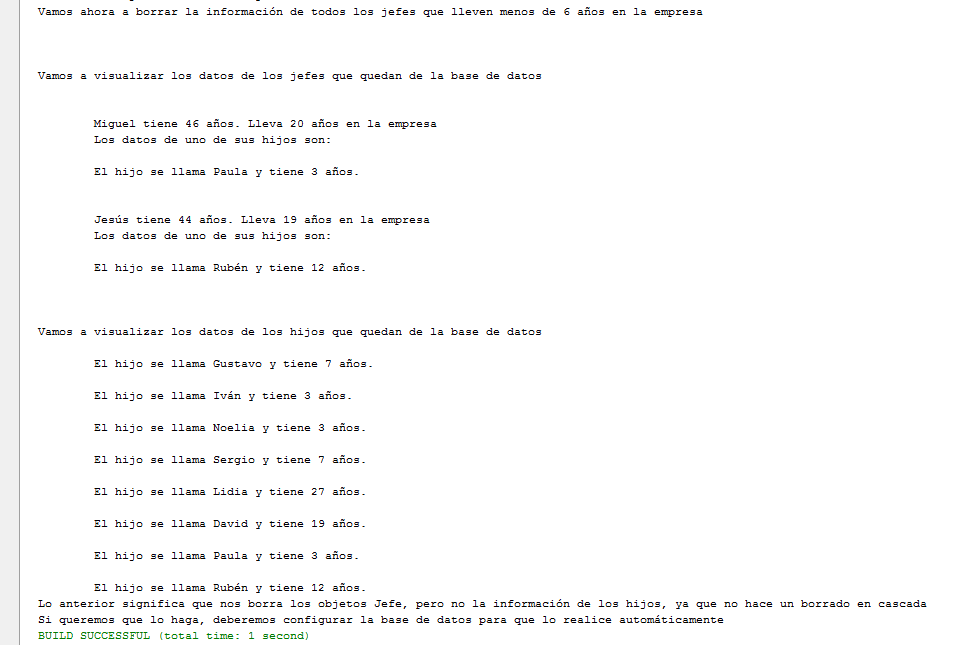 Vamos ahora a borrar la información de todos los jefes que lleven menos de 6 años en la empresa
Vamos a visualizar los datos de los jefes que quedan de la base de datos
Miguel tiene 46 años. Lleva 20 años en la empresa
Los datos de uno de sus hijos son:
El hijo se llama Paula y tiene 3 años.
Jesús tiene 44 años. Lleva 19 años en la empresa
Los datos de uno de sus hijos son:
El hijo se llama Rubén y tiene 12 años.
Vamos a visualizar los datos de los hijos que quedan de la base de datos
El hijo se llama Gustavo y tiene 7 años.
El hijo se llama Iván y tiene 3 años.
El hijo se llama Noelia y tiene 3 años.
El hijo se llama Sergio y tiene 7 años.
El hijo se llama Lidia y tiene 27 años.
El hijo se llama David y tiene 19 años.
El hijo se llama Paula y tiene 3 años.
El hijo se llama Rubén y tiene 12 años.
Lo anterior significa que nos borra los objetos Jefe, pero no la información de los hijos, ya que no hace un borrado en cascada
Si queremos que lo haga, deberemos configurar la base de datos para que lo realice automáticamente
BUILD SUCCESSFUL (total time: 1 second)